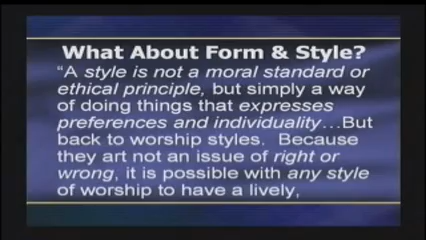 What About Form & Style?
“A style is not a moral standard or
ethical principle, but simply a way
of doing things that expresses
preferences and individuality...But
back to worship styles. Because
they art not an issue of right or
wrong, it is possible with any style
of worship to have a lively,